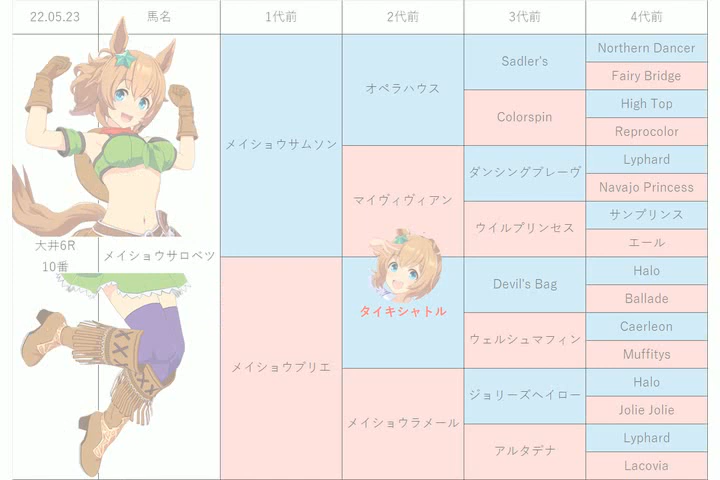 22.05.23 馬名 1代前 2代前 3代前 4代前
大井6R
10番
メイショウサロベツ
メイショウサムソン
メイショウブリエ
オペラハウス
マイヴィヴィアン
タイキシャトル
メイショウラメール
Sadler's
Colorspin
ダンシングブレーヴ
ウイルプリンセス
Devil's Bag
ウェルシュマフィン
ジョリーズヘイロー
アルタデナ
Northern Dancer
Fairy Bridge
High Top
Reprocolor
Lyphard
Navajo Princess
サンプリンス
エール
Halo
Ballade
Caerleon
Muffitys
Halo
Jolie Jolie
Lyphard
Lacovia